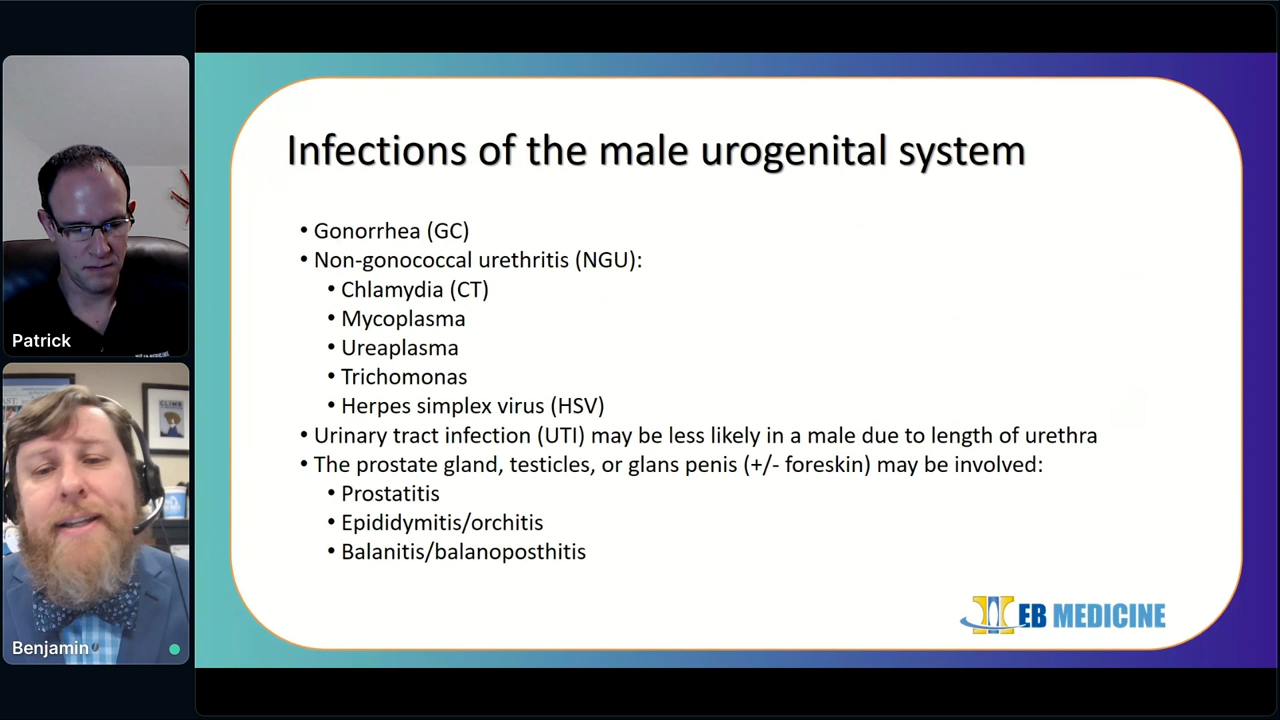 Infections of the male urogenital system
• Gonorrhea (GC)
• Non-gonococcal urethritis (NGU):
• Chlamydia (CT)
• Mycoplasma
• Ureaplasma
• Trichomonas
• Herpes simplex virus (HSV)
• Urinary tract infection (UTI) may be less likely in a male due to length of urethra
• The prostate gland, testicles, or glans penis (+/- foreskin) may be involved:
• Prostatitis
• Epididymitis/orchitis
• Balanitis/balanoposthitis
EB MEDICINE
Patrick
CLIMB
Benjamin